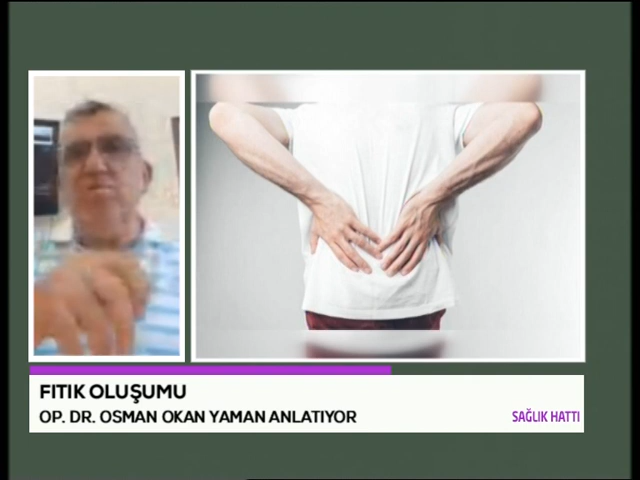 FITIK OLUŞUMU
OP. DR. OSMAN OKAN YAMAN ANLATIYOR
SAĞLIK HATTI